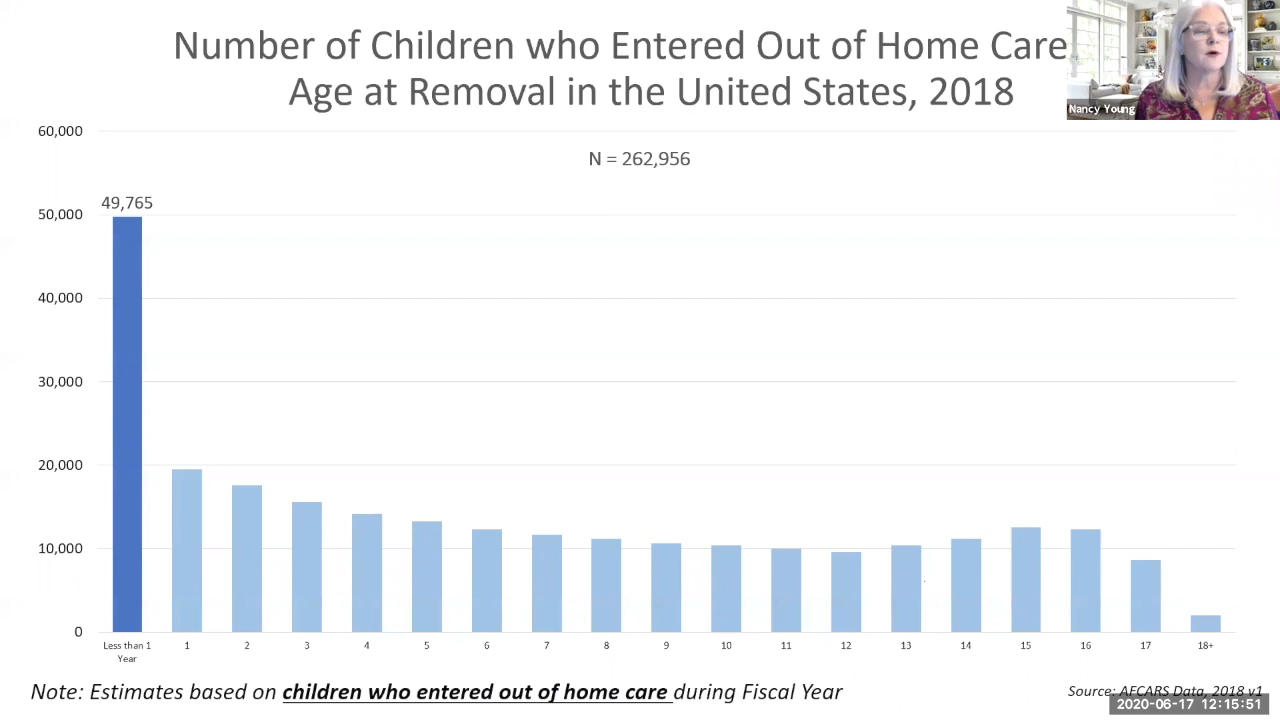 Number of Children who Entered Out of Home Care
Age at Removal in the United States, 2018
Nancy Young
60,000
N = 262,956
49,765
50,000
40,000
30,000
20,000
10,000
0
Less than 1 1 2 3 4 5 6 7 8 9 10 11 12 13 14 15 16 17 18+
Year
Note: Estimates based on children who entered out of home care during Fiscal Year
Source: AFCARS Data, 2018 v1
2020-06-17 12:15:51